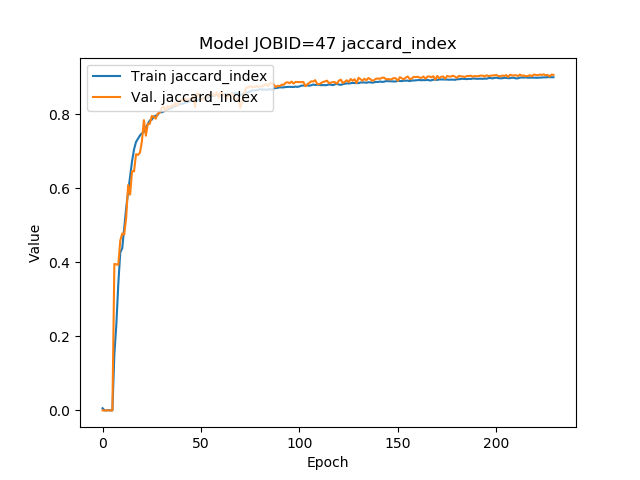 Model JOBID=47 jaccard_index
Train jaccard_index
Val. jaccard_index
0.8
0.6
0.4
0.2
0.0
Value
0 50 100 150 200
Epoch